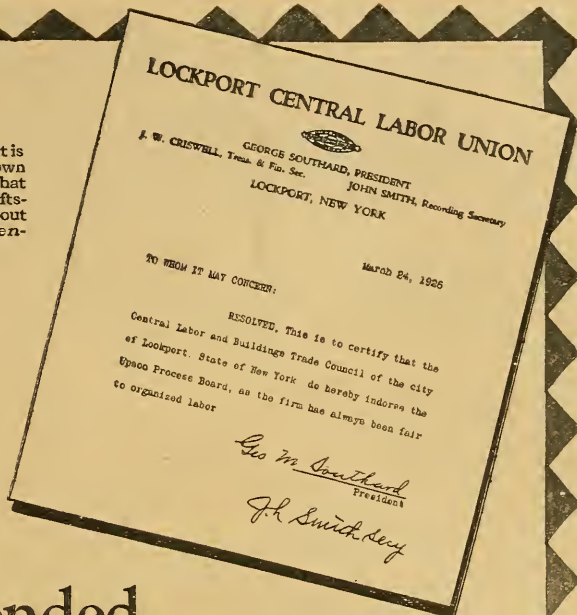 t is
own
hat
fts-
out
en-
LOCKPORT CENTRAL LABOR UNION
GEORGE SOUTHARD, PRESIDENT
J. W. CRISWELL, Treas. & Fin. Sec. JOHN SMITH, Recording Secretary
LOCKPORT, NEW YORK
March 24, 1926
TO WHOM IT MAY CONCERN:
RESOLVED, This is to certify that the
Central Labor and Buildings Trade Council of the city
of Lockport. State of New York do hereby indorse the
Upson Process Board, as the firm has always been fair
to organized labor
Geo M Southard
President
J. h Smith Secy
ended